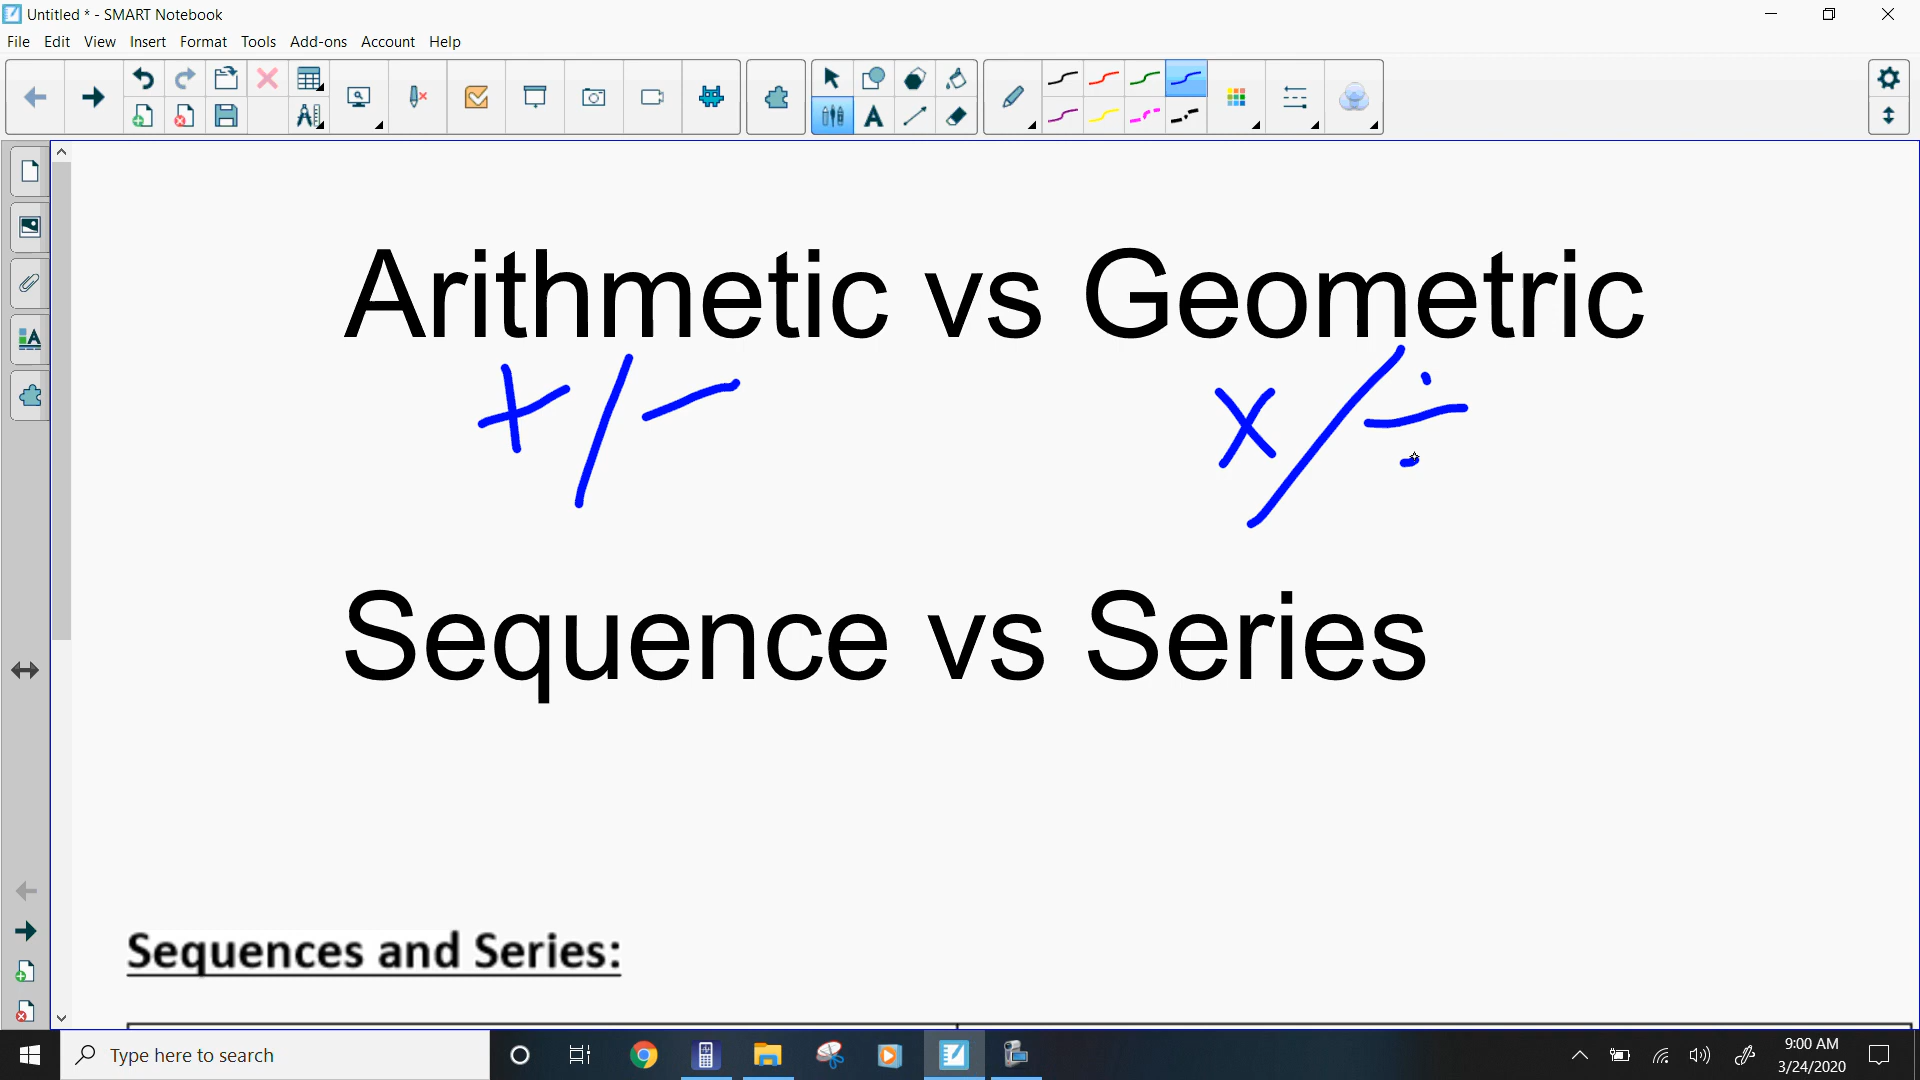 Untitled * - SMART Notebook
File Edit View Insert Format Tools Add-ons Account Help
Arithmetic vs Geometric
+/− ×/÷
Sequence vs Series
Sequences and Series:
Type here to search
9:00 AM
3/24/2020